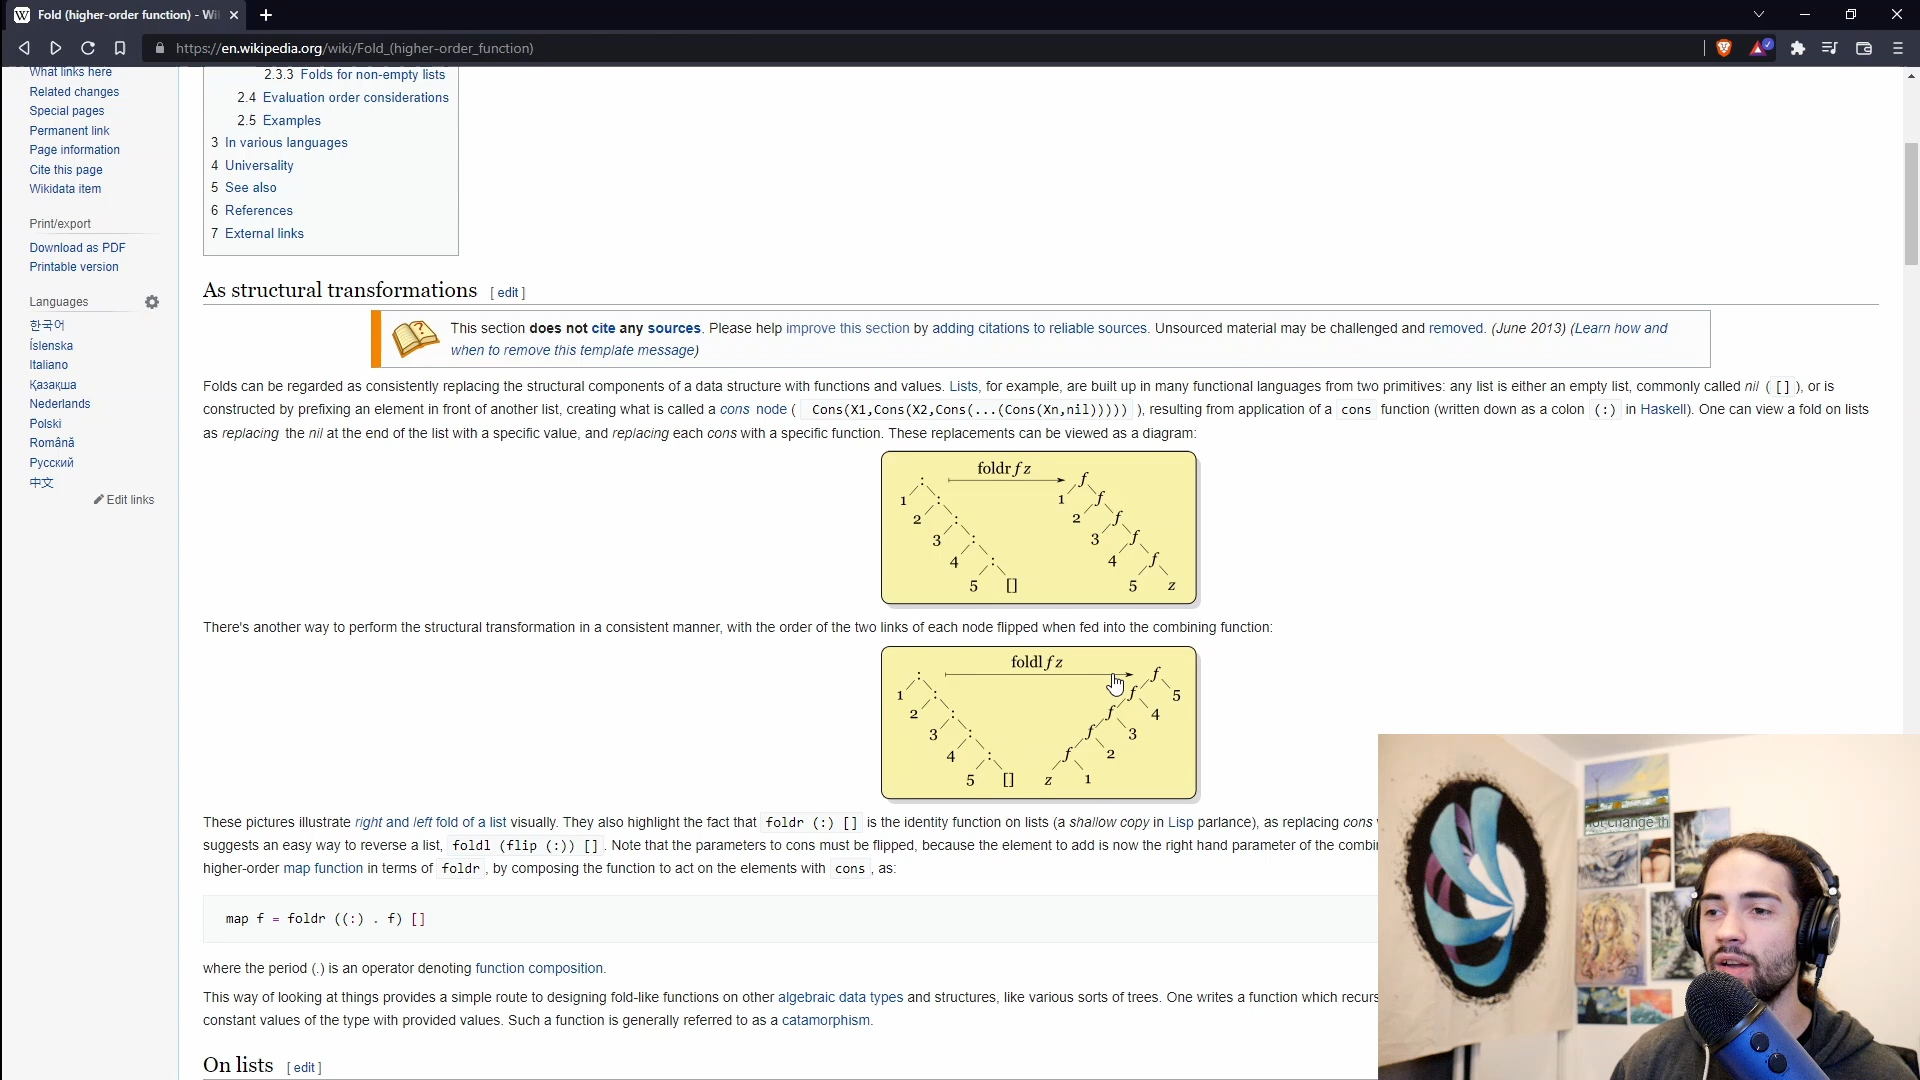 Fold (higher-order function) - Wi
https://en.wikipedia.org/wiki/Fold_(higher-order_function)
What links here
Related changes
Special pages
Permanent link
Page information
Cite this page
Wikidata item
Print/export
Download as PDF
Printable version
Languages
한국어
Íslenska
Italiano
Қазақша
Nederlands
Polski
Română
Русский
中文
Edit links
2.3.3 Folds for non-empty lists
2.4 Evaluation order considerations
2.5 Examples
3 In various languages
4 Universality
5 See also
6 References
7 External links
As structural transformations [ edit ]
This section does not cite any sources. Please help improve this section by adding citations to reliable sources. Unsourced material may be challenged and removed. (June 2013) (Learn how and
when to remove this template message)
Folds can be regarded as consistently replacing the structural components of a data structure with functions and values. Lists, for example, are built up in many functional languages from two primitives: any list is either an empty list, commonly called nil ( [] ), or is
constructed by prefixing an element in front of another list, creating what is called a cons node ( Cons(X1,Cons(X2,Cons(...(Cons(Xn,nil))))) ), resulting from application of a cons function (written down as a colon (:) in Haskell). One can view a fold on lists
as replacing the nil at the end of the list with a specific value, and replacing each cons with a specific function. These replacements can be viewed as a diagram:
foldr f z
: f
1 : 1 f
2 : 2 f
3 : 3 f
4 : 4 f
5 [] 5 z
There's another way to perform the structural transformation in a consistent manner, with the order of the two links of each node flipped when fed into the combining function:
foldl f z
: f
1 : f 5
2 : f 4
3 : f 3
4 : f 2
5 [] z 1
These pictures illustrate right and left fold of a list visually. They also highlight the fact that foldr (:) [] is the identity function on lists (a shallow copy in Lisp parlance), as replacing cons
suggests an easy way to reverse a list, foldl (flip (:)) [] . Note that the parameters to cons must be flipped, because the element to add is now the right hand parameter of the combi
higher-order map function in terms of foldr , by composing the function to act on the elements with cons , as:
map f = foldr ((:) . f) []
where the period (.) is an operator denoting function composition.
This way of looking at things provides a simple route to designing fold-like functions on other algebraic data types and structures, like various sorts of trees. One writes a function which recurs
constant values of the type with provided values. Such a function is generally referred to as a catamorphism.
On lists [ edit ]